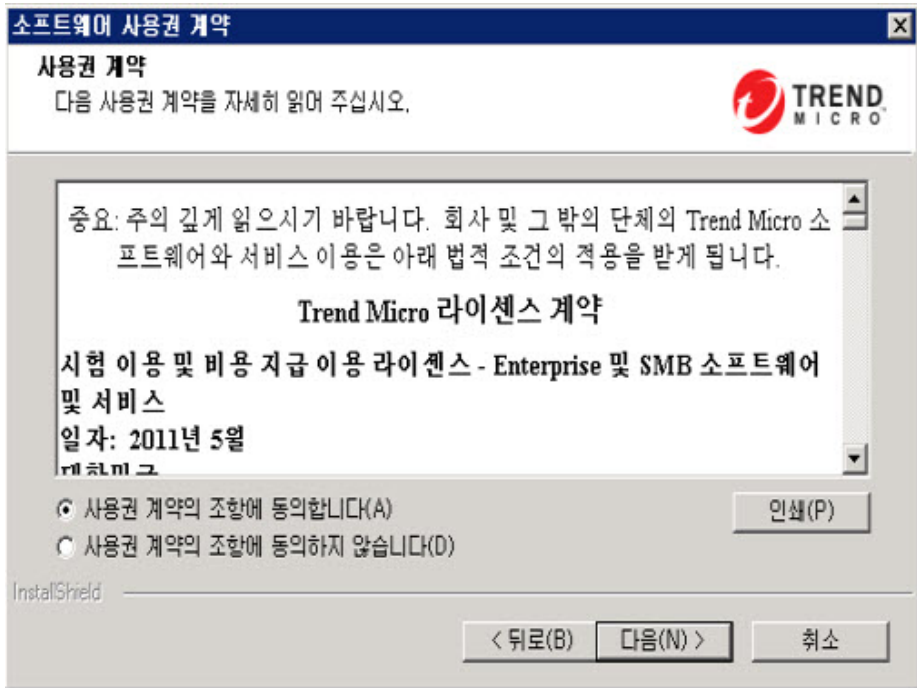 소프트웨어 사용권 계약
사용권 계약
다음 사용권 계약을 자세히 읽어 주십시오.
TREND
MICRO
중요: 주의 깊게 읽으시기 바랍니다. 회사 및 그 밖의 단체의 Trend Micro 소
프트웨어와 서비스 이용은 아래 법적 조건의 적용을 받게 됩니다.
Trend Micro 라이센스 계약
시험 이용 및 비용 지급 이용 라이센스 - Enterprise 및 SMB 소프트웨어
및 서비스
일자: 2011년 5월
대한민국
사용권 계약의 조항에 동의합니다(A)
인쇄(P)
사용권 계약의 조항에 동의하지 않습니다(D)
InstallShield
< 뒤로(B)
다음(N) >
취소